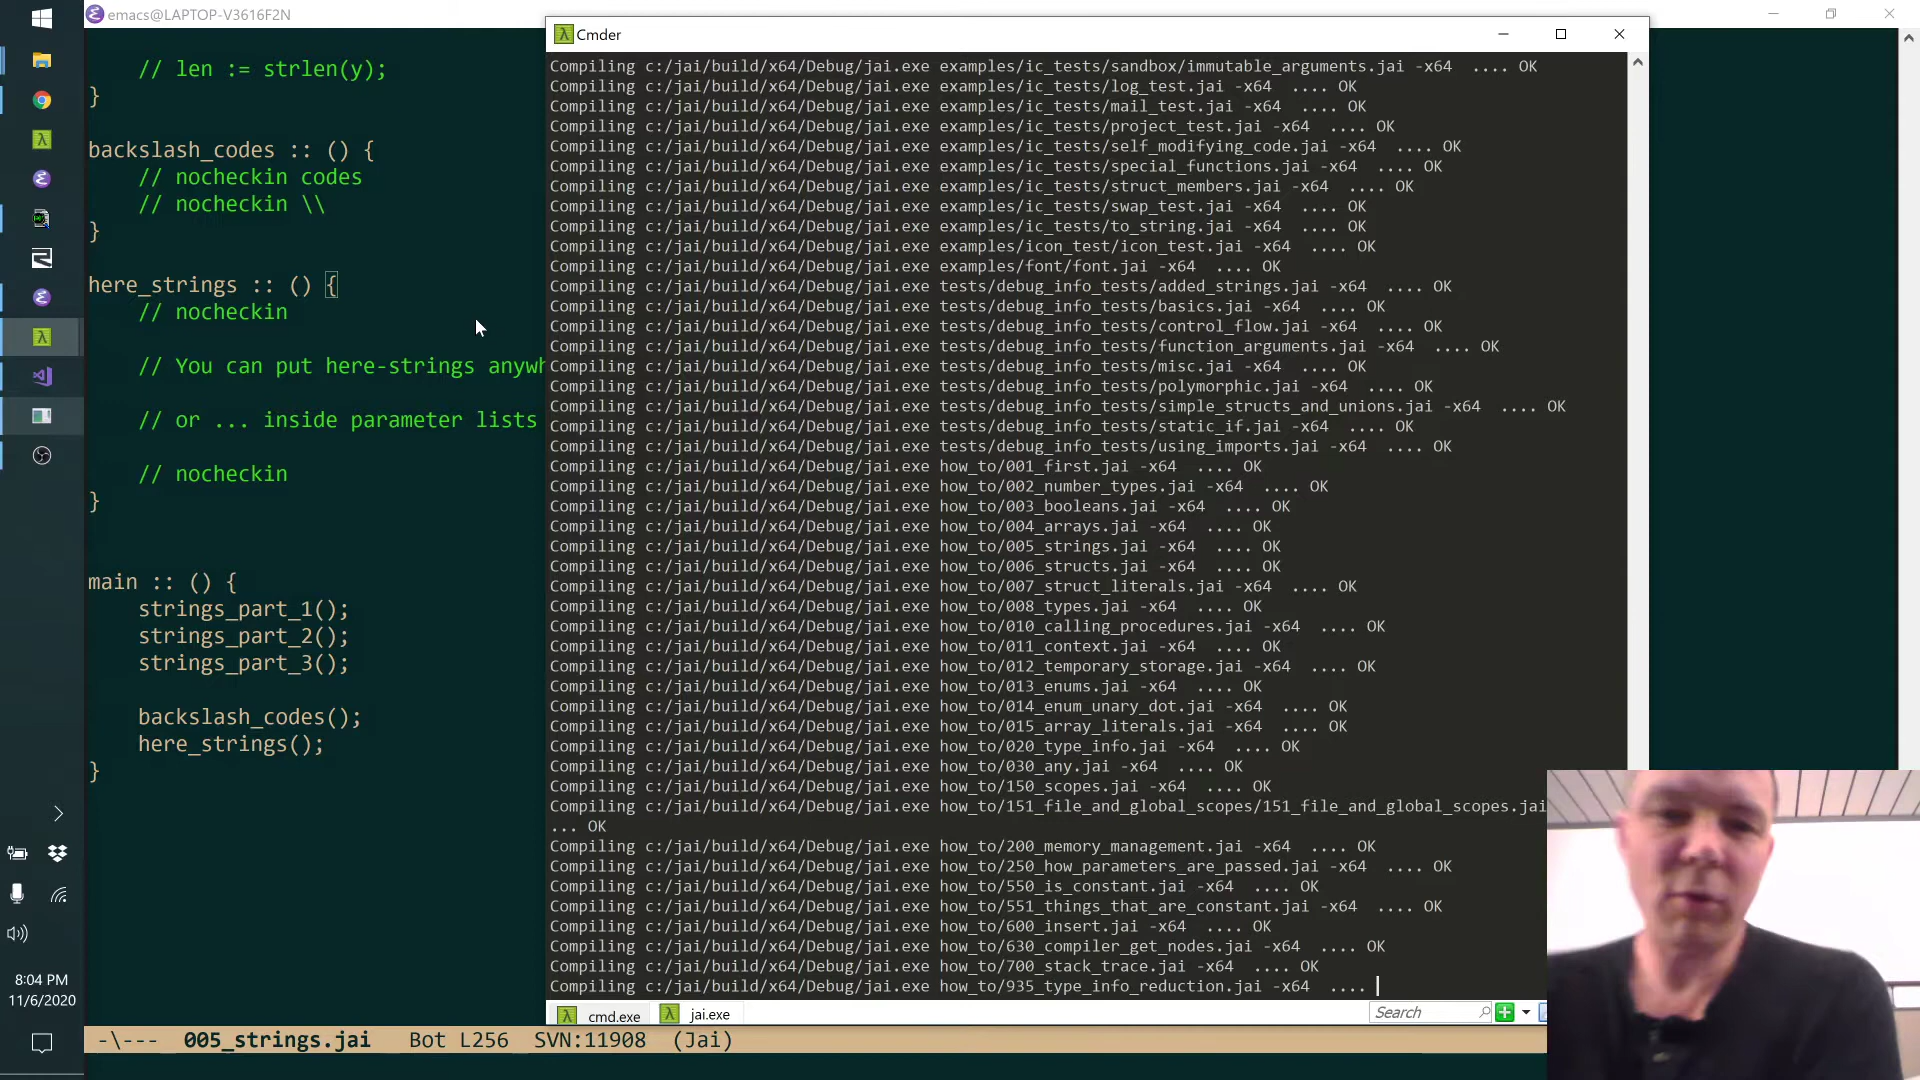 emacs@LAPTOP-V3616F2N
// len := strlen(y);
}
backslash_codes :: () {
// nocheckin codes
// nocheckin \\
}
here_strings :: () {
// nocheckin
// You can put here-strings anywh
// or ... inside parameter lists
// nocheckin
}
main :: () {
strings_part_1();
strings_part_2();
strings_part_3();
backslash_codes();
here_strings();
}
-\--- 005_strings.jai Bot L256 SVN:11908 (Jai)
Cmder
Compiling c:/jai/build/x64/Debug/jai.exe examples/ic_tests/sandbox/immutable_arguments.jai -x64 .... OK
Compiling c:/jai/build/x64/Debug/jai.exe examples/ic_tests/log_test.jai -x64 .... OK
Compiling c:/jai/build/x64/Debug/jai.exe examples/ic_tests/mail_test.jai -x64 .... OK
Compiling c:/jai/build/x64/Debug/jai.exe examples/ic_tests/project_test.jai -x64 .... OK
Compiling c:/jai/build/x64/Debug/jai.exe examples/ic_tests/self_modifying_code.jai -x64 .... OK
Compiling c:/jai/build/x64/Debug/jai.exe examples/ic_tests/special_functions.jai -x64 .... OK
Compiling c:/jai/build/x64/Debug/jai.exe examples/ic_tests/struct_members.jai -x64 .... OK
Compiling c:/jai/build/x64/Debug/jai.exe examples/ic_tests/swap_test.jai -x64 .... OK
Compiling c:/jai/build/x64/Debug/jai.exe examples/ic_tests/to_string.jai -x64 .... OK
Compiling c:/jai/build/x64/Debug/jai.exe examples/icon_test/icon_test.jai -x64 .... OK
Compiling c:/jai/build/x64/Debug/jai.exe examples/font/font.jai -x64 .... OK
Compiling c:/jai/build/x64/Debug/jai.exe tests/debug_info_tests/added_strings.jai -x64 .... OK
Compiling c:/jai/build/x64/Debug/jai.exe tests/debug_info_tests/basics.jai -x64 .... OK
Compiling c:/jai/build/x64/Debug/jai.exe tests/debug_info_tests/control_flow.jai -x64 .... OK
Compiling c:/jai/build/x64/Debug/jai.exe tests/debug_info_tests/function_arguments.jai -x64 .... OK
Compiling c:/jai/build/x64/Debug/jai.exe tests/debug_info_tests/misc.jai -x64 .... OK
Compiling c:/jai/build/x64/Debug/jai.exe tests/debug_info_tests/polymorphic.jai -x64 .... OK
Compiling c:/jai/build/x64/Debug/jai.exe tests/debug_info_tests/simple_structs_and_unions.jai -x64 .... OK
Compiling c:/jai/build/x64/Debug/jai.exe tests/debug_info_tests/static_if.jai -x64 .... OK
Compiling c:/jai/build/x64/Debug/jai.exe tests/debug_info_tests/using_imports.jai -x64 .... OK
Compiling c:/jai/build/x64/Debug/jai.exe how_to/001_first.jai -x64 .... OK
Compiling c:/jai/build/x64/Debug/jai.exe how_to/002_number_types.jai -x64 .... OK
Compiling c:/jai/build/x64/Debug/jai.exe how_to/003_booleans.jai -x64 .... OK
Compiling c:/jai/build/x64/Debug/jai.exe how_to/004_arrays.jai -x64 .... OK
Compiling c:/jai/build/x64/Debug/jai.exe how_to/005_strings.jai -x64 .... OK
Compiling c:/jai/build/x64/Debug/jai.exe how_to/006_structs.jai -x64 .... OK
Compiling c:/jai/build/x64/Debug/jai.exe how_to/007_struct_literals.jai -x64 .... OK
Compiling c:/jai/build/x64/Debug/jai.exe how_to/008_types.jai -x64 .... OK
Compiling c:/jai/build/x64/Debug/jai.exe how_to/010_calling_procedures.jai -x64 .... OK
Compiling c:/jai/build/x64/Debug/jai.exe how_to/011_context.jai -x64 .... OK
Compiling c:/jai/build/x64/Debug/jai.exe how_to/012_temporary_storage.jai -x64 .... OK
Compiling c:/jai/build/x64/Debug/jai.exe how_to/013_enums.jai -x64 .... OK
Compiling c:/jai/build/x64/Debug/jai.exe how_to/014_enum_unary_dot.jai -x64 .... OK
Compiling c:/jai/build/x64/Debug/jai.exe how_to/015_array_literals.jai -x64 .... OK
Compiling c:/jai/build/x64/Debug/jai.exe how_to/020_type_info.jai -x64 .... OK
Compiling c:/jai/build/x64/Debug/jai.exe how_to/030_any.jai -x64 .... OK
Compiling c:/jai/build/x64/Debug/jai.exe how_to/150_scopes.jai -x64 .... OK
Compiling c:/jai/build/x64/Debug/jai.exe how_to/151_file_and_global_scopes/151_file_and_global_scopes.jai
... OK
Compiling c:/jai/build/x64/Debug/jai.exe how_to/200_memory_management.jai -x64 .... OK
Compiling c:/jai/build/x64/Debug/jai.exe how_to/250_how_parameters_are_passed.jai -x64 .... OK
Compiling c:/jai/build/x64/Debug/jai.exe how_to/550_is_constant.jai -x64 .... OK
Compiling c:/jai/build/x64/Debug/jai.exe how_to/551_things_that_are_constant.jai -x64 .... OK
Compiling c:/jai/build/x64/Debug/jai.exe how_to/600_insert.jai -x64 .... OK
Compiling c:/jai/build/x64/Debug/jai.exe how_to/630_compiler_get_nodes.jai -x64 .... OK
Compiling c:/jai/build/x64/Debug/jai.exe how_to/700_stack_trace.jai -x64 .... OK
Compiling c:/jai/build/x64/Debug/jai.exe how_to/935_type_info_reduction.jai -x64 ....
cmd.exe jai.exe Search
8:04 PM
11/6/2020